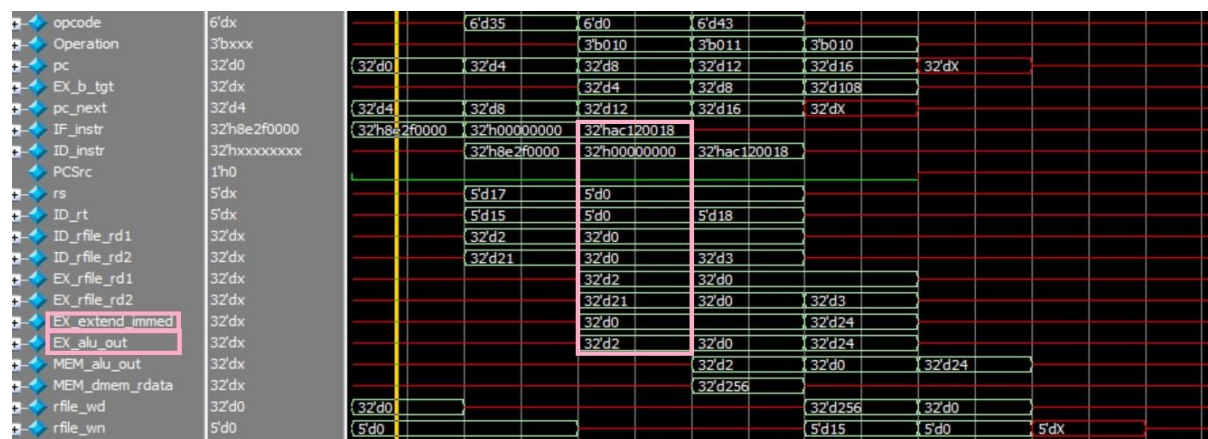 opcode 6'dx 6'd35 6'd0 6'd43
Operation 3'bxxx 3'b010 3'b011 3'b010
pc 32'd0 32'd0 32'd4 32'd8 32'd12 32'd16 32'dX
EX_b_tgt 32'dx 32'd4 32'd8 32'd108
pc_next 32'd4 32'd4 32'd8 32'd12 32'd16 32'dX
IF_instr 32'h8e2f0000 32'h8e2f0000 32'h00000000 32'hac120018
ID_instr 32'hxxxxxxxx 32'h8e2f0000 32'h00000000 32'hac120018
PCSrc 1'h0
rs 5'dx 5'd17 5'd0
ID_rt 5'dx 5'd15 5'd0 5'd18
ID_rfile_rd1 32'dx 32'd2 32'd0
ID_rfile_rd2 32'dx 32'd21 32'd0 32'd3
EX_rfile_rd1 32'dx 32'd2 32'd0
EX_rfile_rd2 32'dx 32'd21 32'd0 32'd3
EX_extend_immed 32'dx 32'd0 32'd24
EX_alu_out 32'dx 32'd2 32'd0 32'd24
MEM_alu_out 32'dx 32'd2 32'd0 32'd24
MEM_dmem_rdata 32'dx 32'd256
rfile_wd 32'd0 32'd0 32'd256 32'd0
rfile_wn 5'd0 5'd0 5'd15 5'd0 5'dX